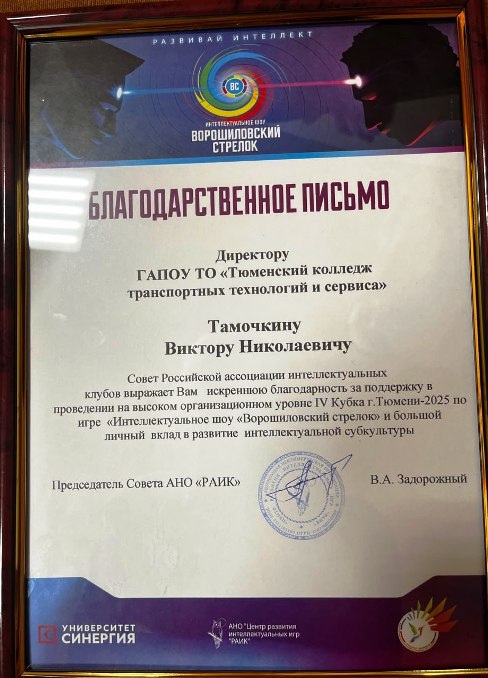 РАЗВИВАЙ ИНТЕЛЛЕКТ
ВС
ИНТЕЛЛЕКТУАЛЬНОЕ ШОУ
ВОРОШИЛОВСКИЙ
СТРЕЛОК
БЛАГОДАРСТВЕННОЕ ПИСЬМО
Директору
ГАПОУ ТО «Тюменский колледж
транспортных технологий и сервиса»
Тамочкину
Виктору Николаевичу
Совет Российской ассоциации интеллектуальных
клубов выражает Вам искреннюю благодарность за поддержку в
проведении на высоком организационном уровне IV Кубка г.Тюмени-2025 по
игре «Интеллектуальное шоу «Ворошиловский стрелок» и большой
личный вклад в развитие интеллектуальной субкультуры
Председатель Совета АНО «РАИК» В.А. Задорожный
УНИВЕРСИТЕТ
СИНЕРГИЯ
АНО "Центр развития
интеллектуальных игр
"РАИК"